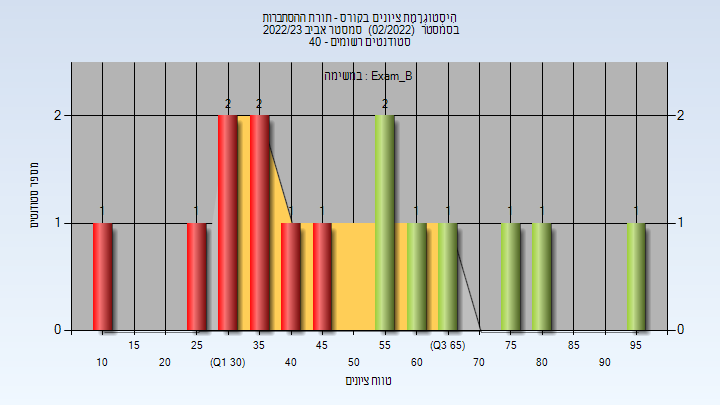 היסטוגרמת ציונים בקורס - תורת ההסתברות
בסמסטר (02/2022) סמסטר אביב 2022/23
סטודנטים רשומים - 40
במשימה : Exam_B
מספר סטודנטים
2 2 2 2 2
1 1 1 1 1 1 1 1 1 1
0 0
15 25 35 45 55 (Q3 65) 75 85 95
10 20 (Q1 30) 40 50 60 70 80 90
טווח ציונים